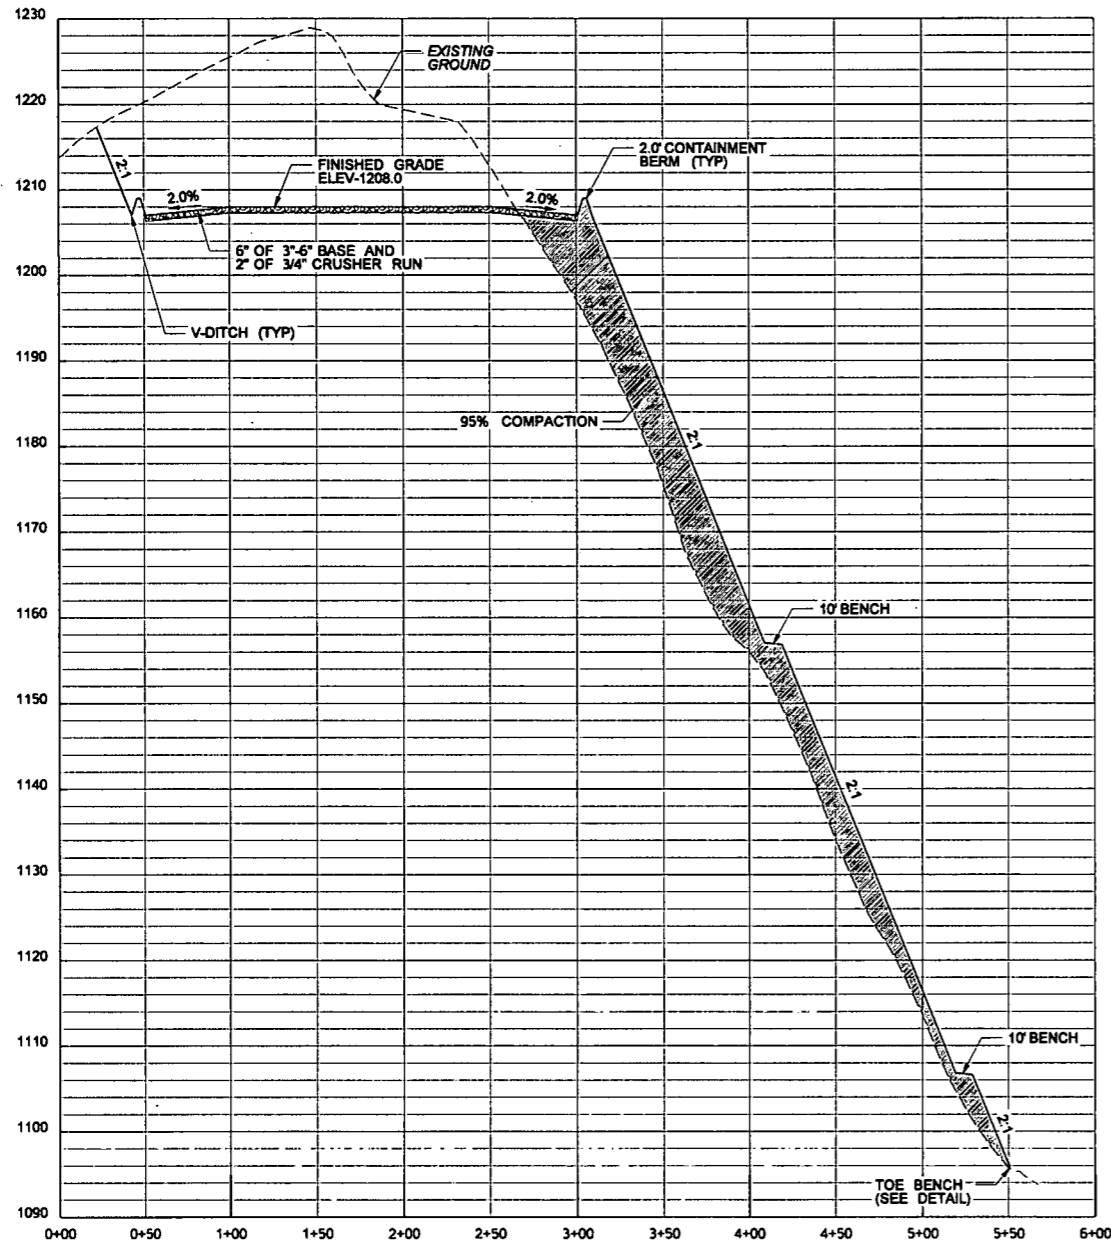 1230
EXISTING
GROUND
1220
2.0' CONTAINMENT
BERM (TYP)
2:1
FINISHED GRADE
ELEV-1208.0
1210
2.0%
2.0%
6" OF 3"-6" BASE AND
2" OF 3/4" CRUSHER RUN
1200
V-DITCH (TYP)
1190
95% COMPACTION
2:1
1180
1170
1160
10' BENCH
1150
1140
2:1
1130
1120
1110
10' BENCH
1100
2:1
TOE BENCH
(SEE DETAIL)
1090
0+00 0+50 1+00 1+50 2+00 2+50 3+00 3+50 4+00 4+50 5+00 5+50 6+00